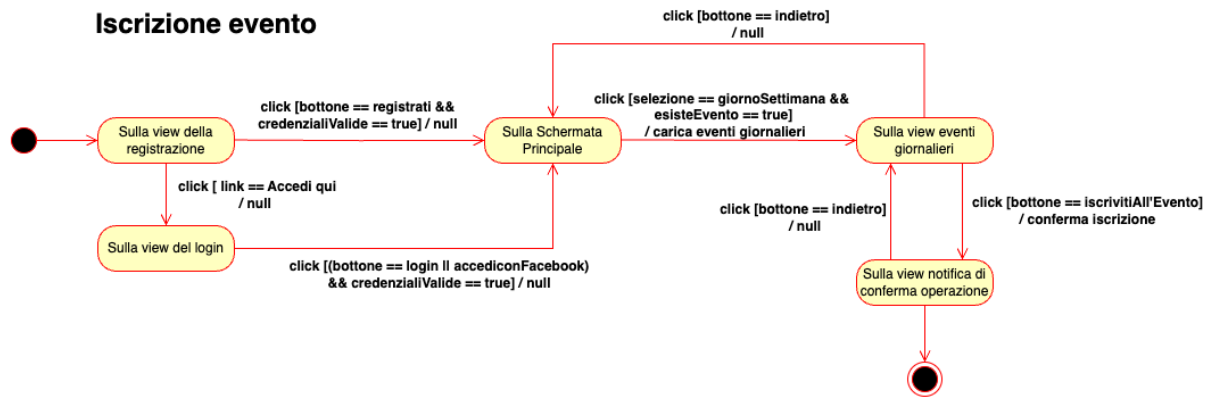 Iscrizione evento
click [bottone == indietro]
/ null
click [bottone == registrati &&
credenzialiValide == true] / null
click [selezione == giornoSettimana &&
esisteEvento == true]
/ carica eventi giornalieri
Sulla view della
registrazione
Sulla Schermata
Principale
Sulla view eventi
giornalieri
click [ link == Accedi qui
/ null
click [bottone == indietro]
/ null
click [bottone == iscrivitiAll'Evento]
/ conferma iscrizione
Sulla view del login
click [(bottone == login || accediconFacebook)
&& credenzialiValide == true] / null
Sulla view notifica di
conferma operazione